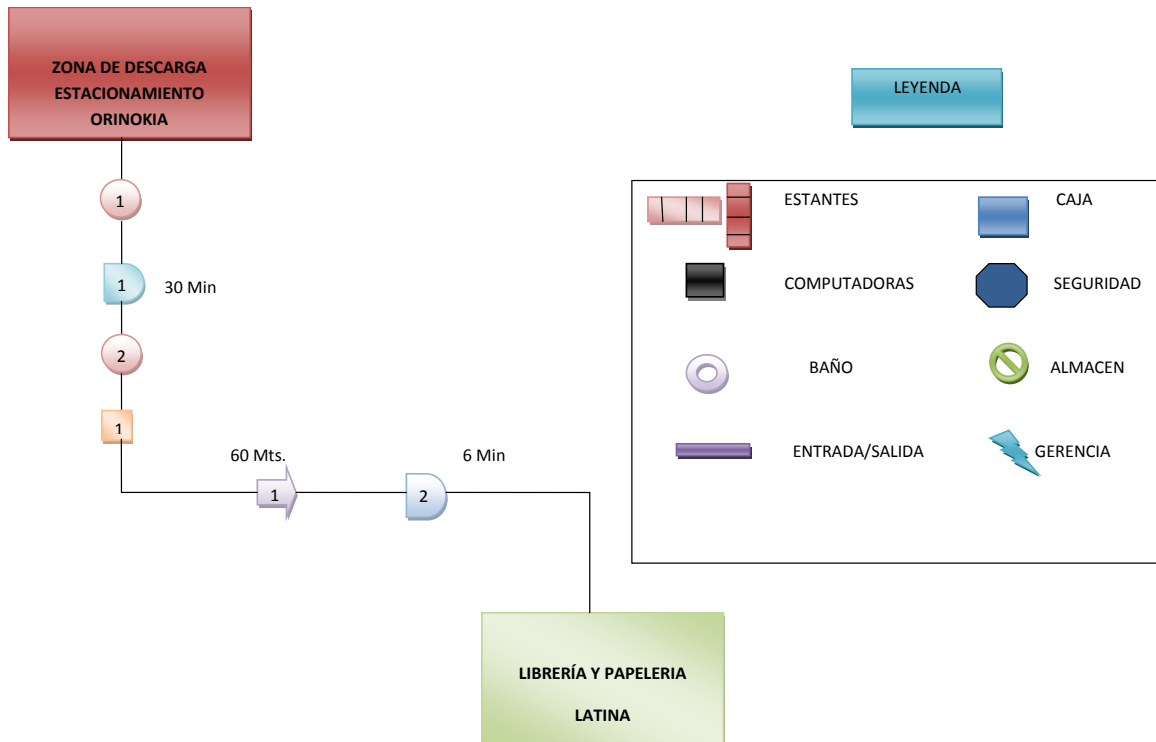 ZONA DE DESCARGA
ESTACIONAMIENTO
ORINOKIA
1
1
30 Min
2
1
60 Mts.
1
6 Min
2
LIBRERÍA Y PAPELERIA
LATINA
LEYENDA
ESTANTES
CAJA
COMPUTADORAS
SEGURIDAD
BAÑO
ALMACEN
ENTRADA/SALIDA
GERENCIA